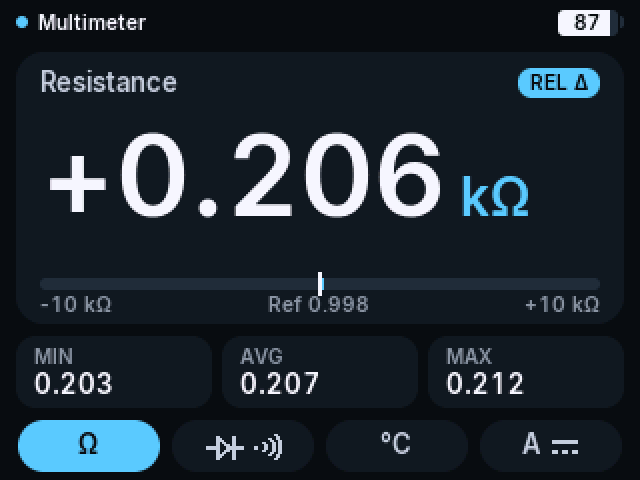 Multimeter 87
Resistance REL Δ
+0.206 kΩ
-10 kΩ Ref 0.998 +10 kΩ
MIN AVG MAX
0.203 0.207 0.212
Ω °C A